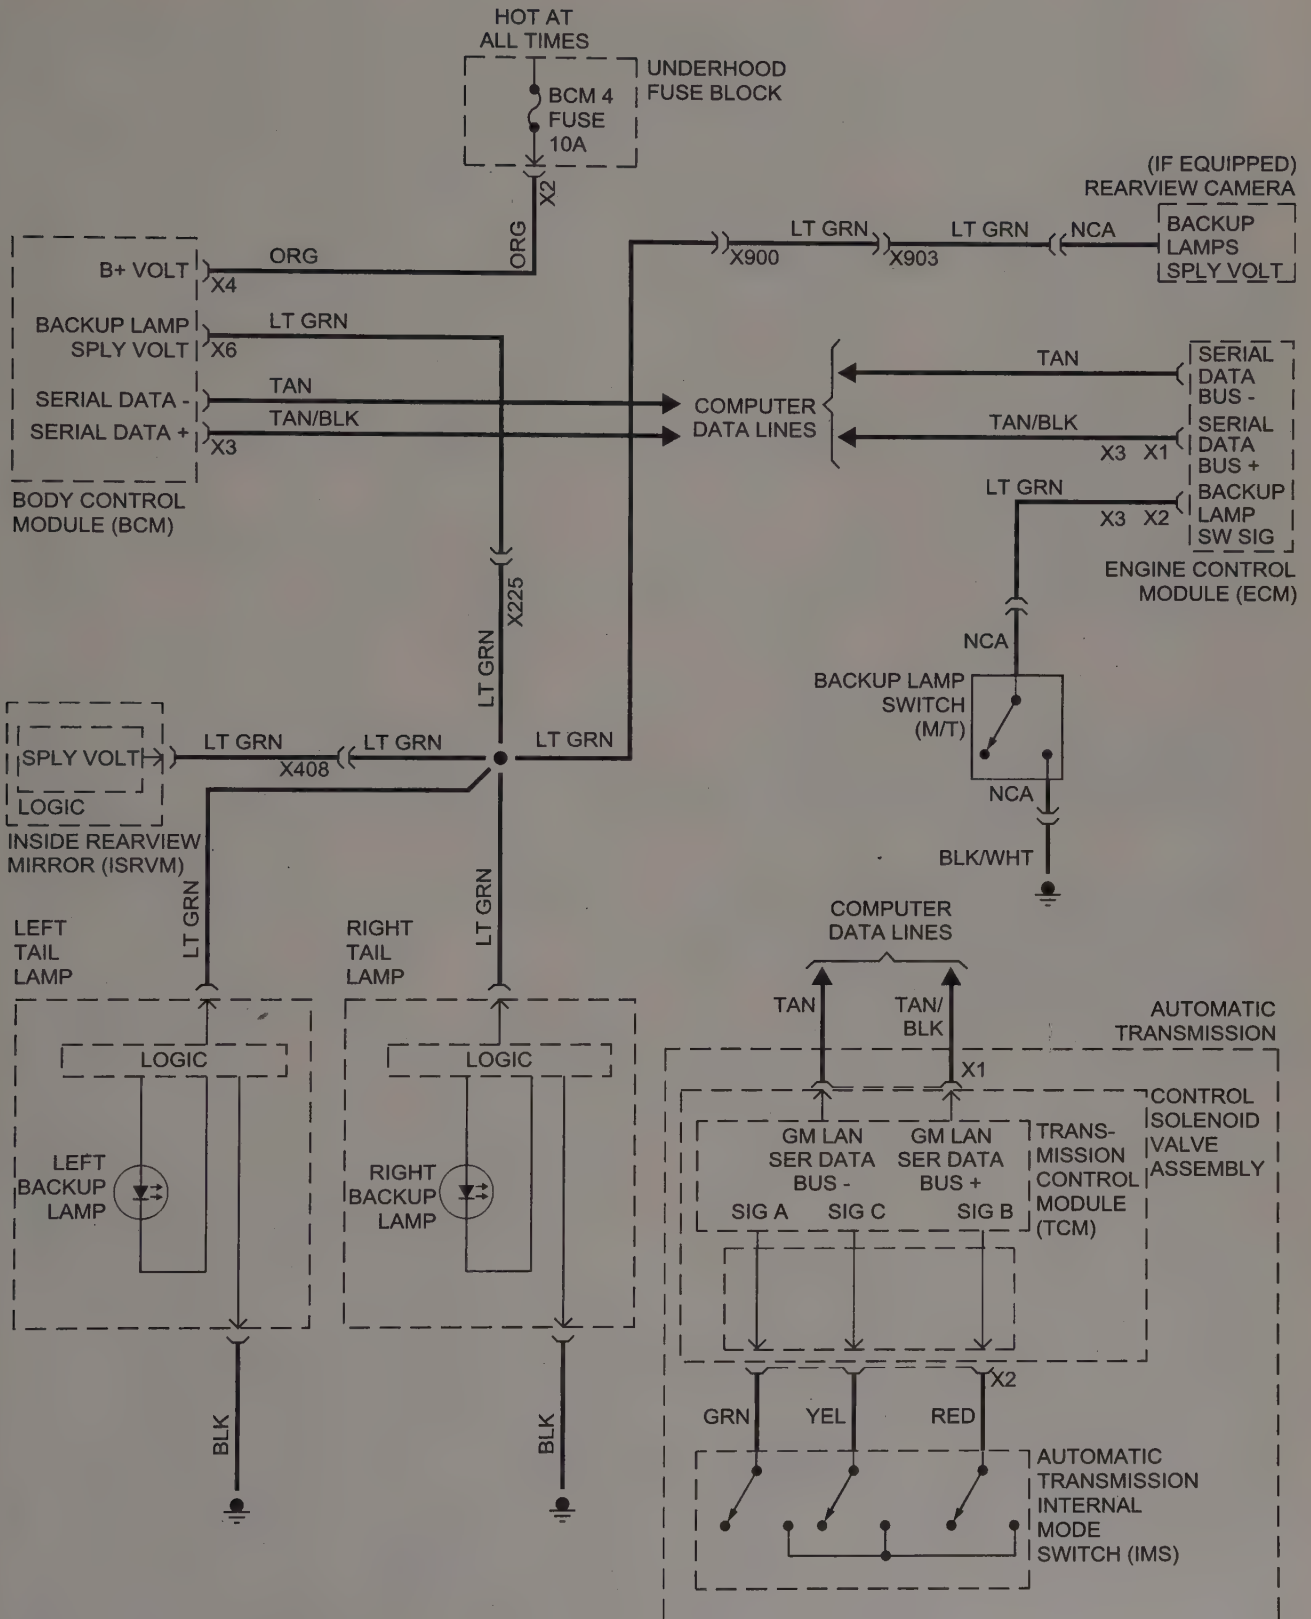 HOT AT
ALL TIMES
UNDERHOOD
FUSE BLOCK
BCM 4
FUSE
10A
X2
ORG
(IF EQUIPPED)
REARVIEW CAMERA
BACKUP
LAMPS
SPLY VOLT
LT GRN
LT GRN
NCA
X900
X903
B+ VOLT
ORG
X4
BACKUP LAMP
SPLY VOLT
LT GRN
X6
SERIAL DATA -
TAN
SERIAL DATA +
TAN/BLK
X3
BODY CONTROL
MODULE (BCM)
COMPUTER
DATA LINES
TAN
SERIAL
DATA
BUS -
TAN/BLK
X3 X1
SERIAL
DATA
BUS +
LT GRN
X3 X2
BACKUP
LAMP
SW SIG
ENGINE CONTROL
MODULE (ECM)
X225
LT GRN
NCA
BACKUP LAMP
SWITCH
(M/T)
NCA
BLK/WHT
SPLY VOLT
LOGIC
LT GRN
LT GRN
LT GRN
X408
INSIDE REARVIEW
MIRROR (ISRVM)
LT GRN
LT GRN
LEFT
TAIL
LAMP
RIGHT
TAIL
LAMP
LOGIC
LOGIC
LEFT
BACKUP
LAMP
RIGHT
BACKUP
LAMP
BLK
BLK
COMPUTER
DATA LINES
TAN
TAN/
BLK
AUTOMATIC
TRANSMISSION
X1
CONTROL
SOLENOID
VALVE
ASSEMBLY
GM LAN
SER DATA
BUS -
GM LAN
SER DATA
BUS +
TRANS-
MISSION
CONTROL
MODULE
(TCM)
SIG A
SIG C
SIG B
X2
GRN
YEL
RED
AUTOMATIC
TRANSMISSION
INTERNAL
MODE
SWITCH (IMS)